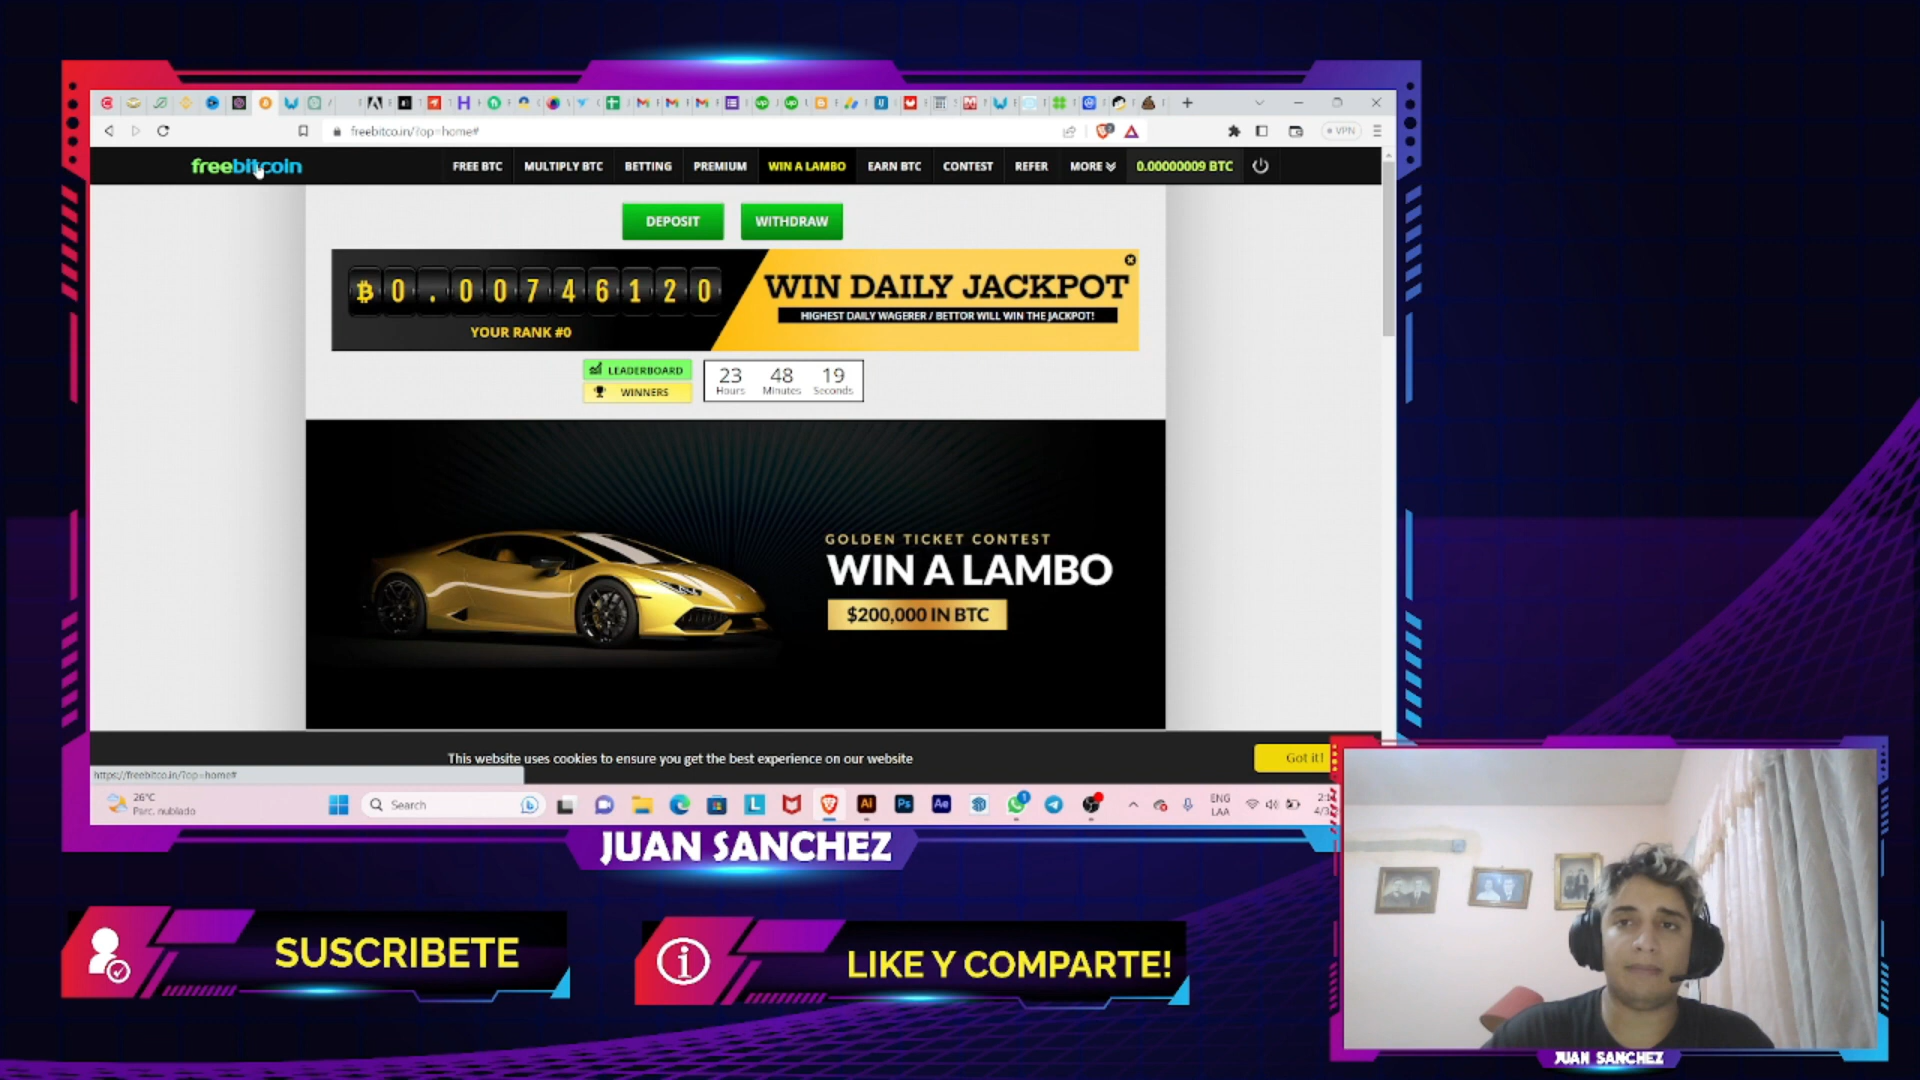 freebitco.in/?op=home#
VPN
freebitcoin
FREE BTC
MULTIPLY BTC
BETTING
PREMIUM
WIN A LAMBO
EARN BTC
CONTEST
REFER
MORE
0.00000009 BTC
DEPOSIT
WITHDRAW
0.00746120
YOUR RANK #0
WIN DAILY JACKPOT
HIGHEST DAILY WAGERER / BETTOR WILL WIN THE JACKPOT!
LEADERBOARD
WINNERS
23 48 19
Hours Minutes Seconds
GOLDEN TICKET CONTEST
WIN A LAMBO
$200,000 IN BTC
This website uses cookies to ensure you get the best experience on our website
Got it!
https://freebitco.in/?op=home#
26°C
Parc. nublado
Search
ENG
LAA
JUAN SANCHEZ
SUSCRIBETE
LIKE Y COMPARTE!
JUAN SANCHEZ